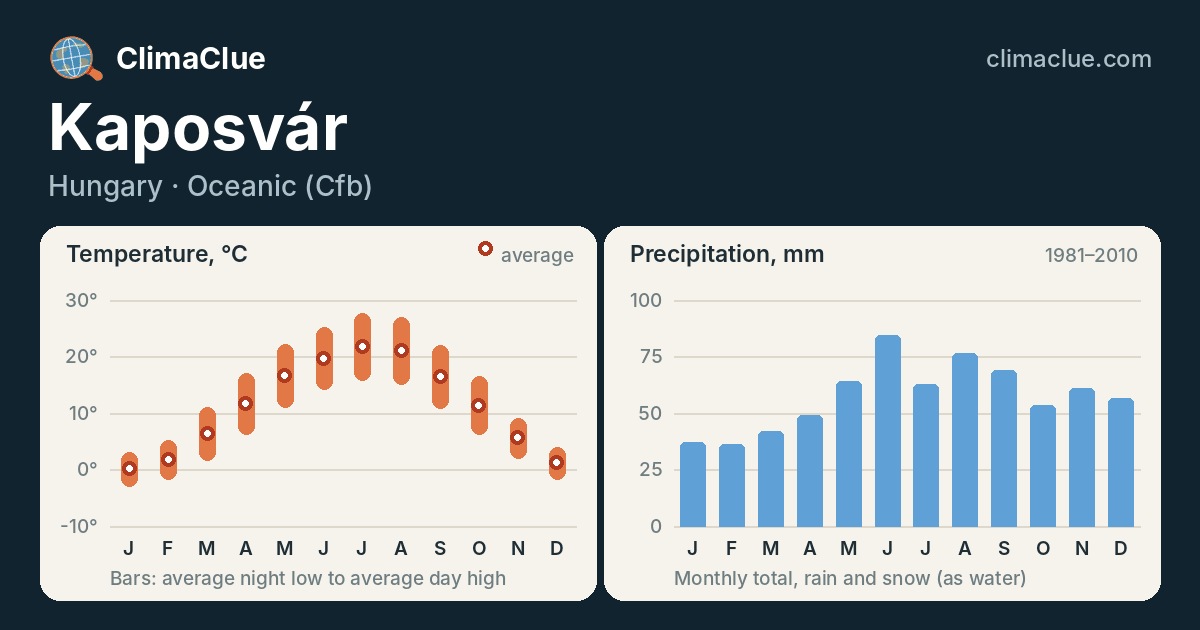 ClimaClue
climaclue.com
Kaposvár
Hungary · Oceanic (Cfb)
Temperature, °C
average
30°
20°
10°
0°
-10°
J F M A M J J A S O N D
Bars: average night low to average day high
Precipitation, mm
1981–2010
100
75
50
25
0
J F M A M J J A S O N D
Monthly total, rain and snow (as water)